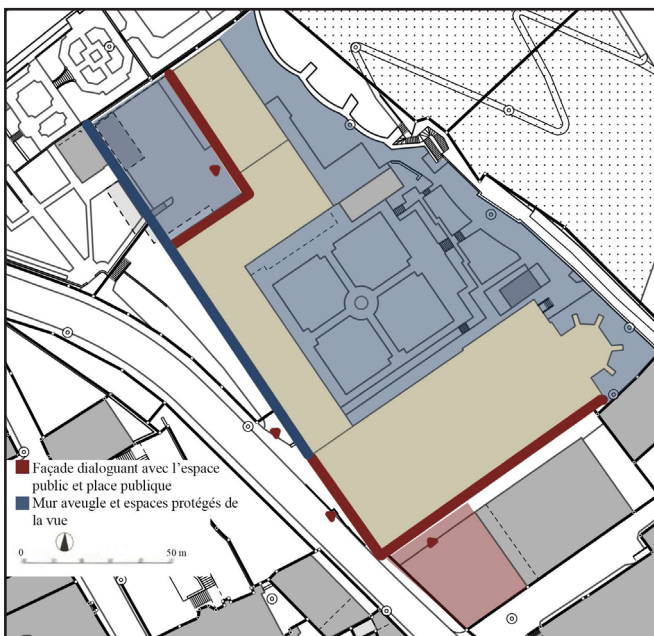 Façade dialoguant avec l'espace
public et place publique
Mur aveugle et espaces protégés de
la vue
0 50 m